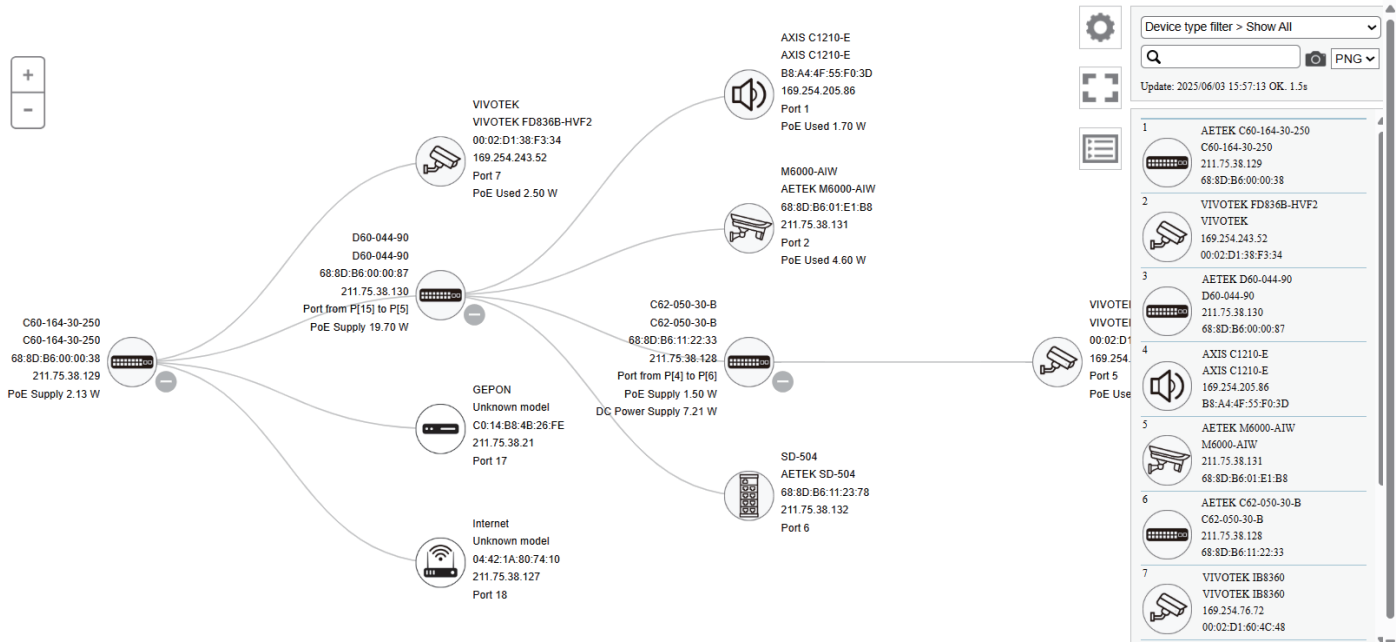 +
−
C60-164-30-250
C60-164-30-250
68:8D:B6:00:00:38
211.75.38.129
PoE Supply 2.13 W
VIVOTEK
VIVOTEK FD836B-HVF2
00:02:D1:38:F3:34
169.254.243.52
Port 7
PoE Used 2.50 W
D60-044-90
D60-044-90
68:8D:B6:00:00:87
211.75.38.130
Port from P[15] to P[5]
PoE Supply 19.70 W
GEPON
Unknown model
C0:14:B8:4B:26:FE
211.75.38.21
Port 17
Internet
Unknown model
04:42:1A:80:74:10
211.75.38.127
Port 18
AXIS C1210-E
AXIS C1210-E
B8:A4:4F:55:F0:3D
169.254.205.86
Port 1
PoE Used 1.70 W
M6000-AIW
AETEK M6000-AIW
68:8D:B6:01:E1:B8
211.75.38.131
Port 2
PoE Used 4.60 W
C62-050-30-B
C62-050-30-B
68:8D:B6:11:22:33
211.75.38.128
Port from P[4] to P[6]
PoE Supply 1.50 W
DC Power Supply 7.21 W
SD-504
AETEK SD-504
68:8D:B6:11:23:78
211.75.38.132
Port 6
VIVOTE
VIVOTE
00:02:D1
169.254.
Port 5
PoE Use
Device type filter > Show All
PNG
Update: 2025/06/03 15:57:13 OK. 1.5s
1
AETEK C60-164-30-250
C60-164-30-250
211.75.38.129
68:8D:B6:00:00:38
2
VIVOTEK FD836B-HVF2
VIVOTEK
169.254.243.52
00:02:D1:38:F3:34
3
AETEK D60-044-90
D60-044-90
211.75.38.130
68:8D:B6:00:00:87
4
AXIS C1210-E
AXIS C1210-E
169.254.205.86
B8:A4:4F:55:F0:3D
5
AETEK M6000-AIW
M6000-AIW
211.75.38.131
68:8D:B6:01:E1:B8
6
AETEK C62-050-30-B
C62-050-30-B
211.75.38.128
68:8D:B6:11:22:33
7
VIVOTEK IB8360
VIVOTEK IB8360
169.254.76.72
00:02:D1:60:4C:48